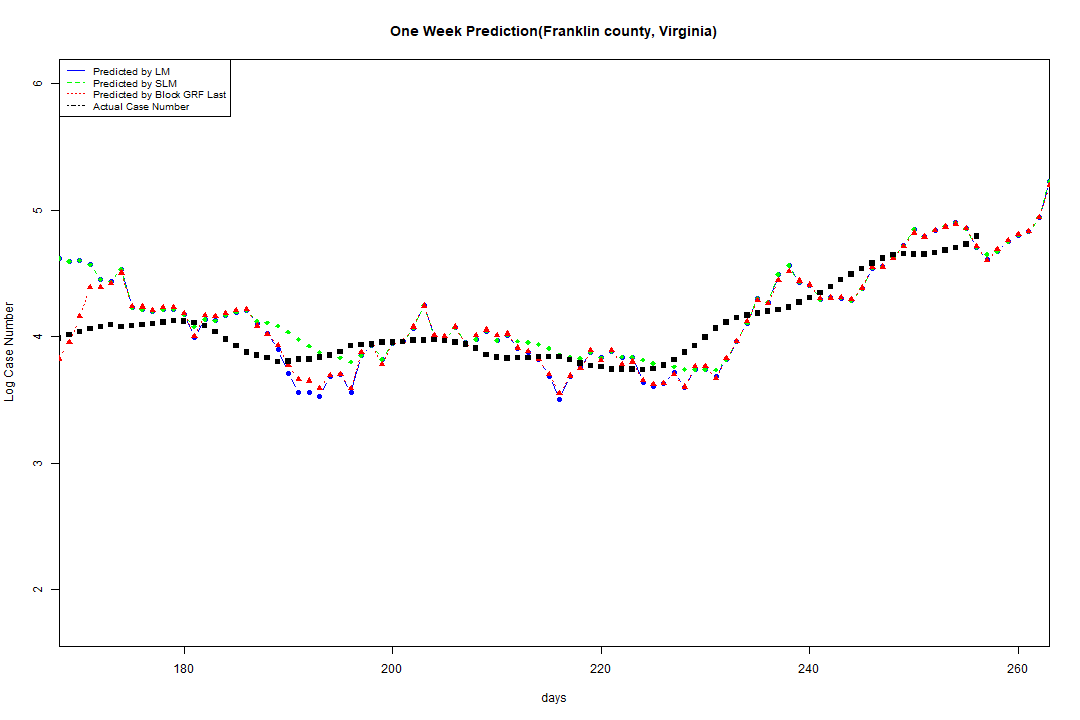 One Week Prediction(Franklin county, Virginia)
Predicted by LM
Predicted by SLM
Predicted by Block GRF Last
Actual Case Number
6
5
4
3
2
Log Case Number
180 200 220 240 260
days